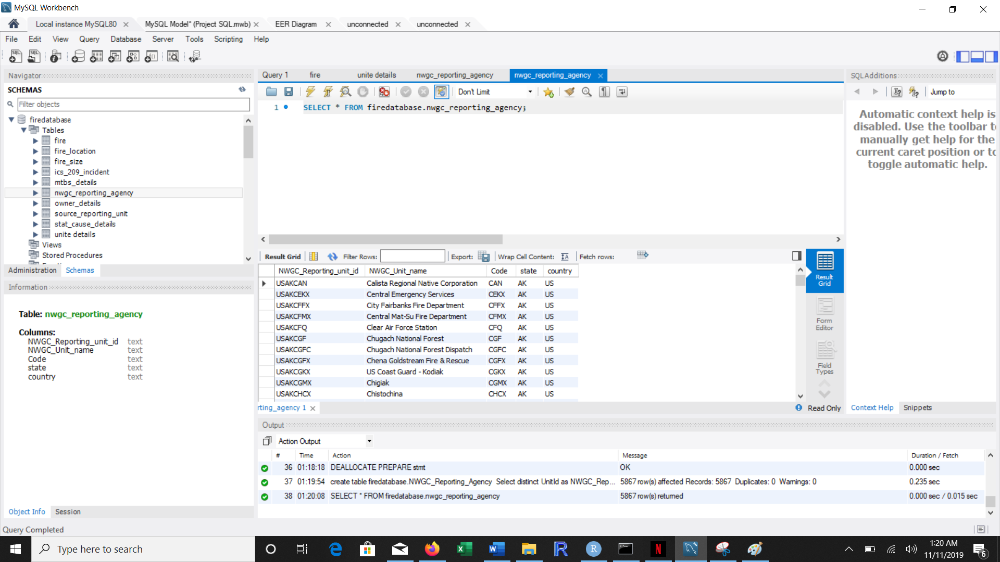 MySQL Workbench
Local instance MySQL80
MySQL Model* (Project SQL.mwb)
EER Diagram
unconnected
unconnected
File Edit View Query Database Server Tools Scripting Help
Navigator
SCHEMAS
Filter objects
firedatabase
Tables
fire
fire_location
fire_size
ics_209_incident
mtbs_details
nwgc_reporting_agency
owner_details
source_reporting_unit
stat_cause_details
unite details
Views
Stored Procedures
Administration Schemas
Information
Table: nwgc_reporting_agency
Columns:
NWGC_Reporting_unit_id text
NWGC_Unit_name text
Code text
state text
country text
Object Info Session
Query 1 fire unite details nwgc_reporting_agency nwgc_reporting_agency
Don't Limit
1 SELECT * FROM firedatabase.nwgc_reporting_agency;
Result Grid Filter Rows: Export: Wrap Cell Content: Fetch rows:
NWGC_Reporting_unit_id NWGC_Unit_name Code state country
USAKCAN Calista Regional Native Corporation CAN AK US
USAKCEKX Central Emergency Services CEKX AK US
USAKCFFX City Fairbanks Fire Department CFFX AK US
USAKCFMX Central Mat-Su Fire Department CFMX AK US
USAKCFQ Clear Air Force Station CFQ AK US
USAKCGF Chugach National Forest CGF AK US
USAKCGFC Chugach National Forest Dispatch CGFC AK US
USAKCGFX Chena Goldstream Fire & Rescue CGFX AK US
USAKCGKX US Coast Guard - Kodiak CGKX AK US
USAKCGMX Chigiak CGMX AK US
USAKCHCX Chistochina CHCX AK US
Result Grid
Form Editor
Field Types
rting_agency 1
Read Only
SQLAdditions
Jump to
Automatic context help is
disabled. Use the toolbar to
manually get help for the
current caret position or to
toggle automatic help.
Context Help Snippets
Output
Action Output
# Time Action Message Duration / Fetch
36 01:18:18 DEALLOCATE PREPARE stmt OK 0.000 sec
37 01:19:54 create table firedatabase.NWGC_Reporting_Agency Select distinct UnitId as NWGC_Rep... 5867 row(s) affected Records: 5867 Duplicates: 0 Warnings: 0 0.235 sec
38 01:20:08 SELECT * FROM firedatabase.nwgc_reporting_agency 5867 row(s) returned 0.000 sec / 0.015 sec
Query Completed
Type here to search
1:20 AM
11/11/2019
6